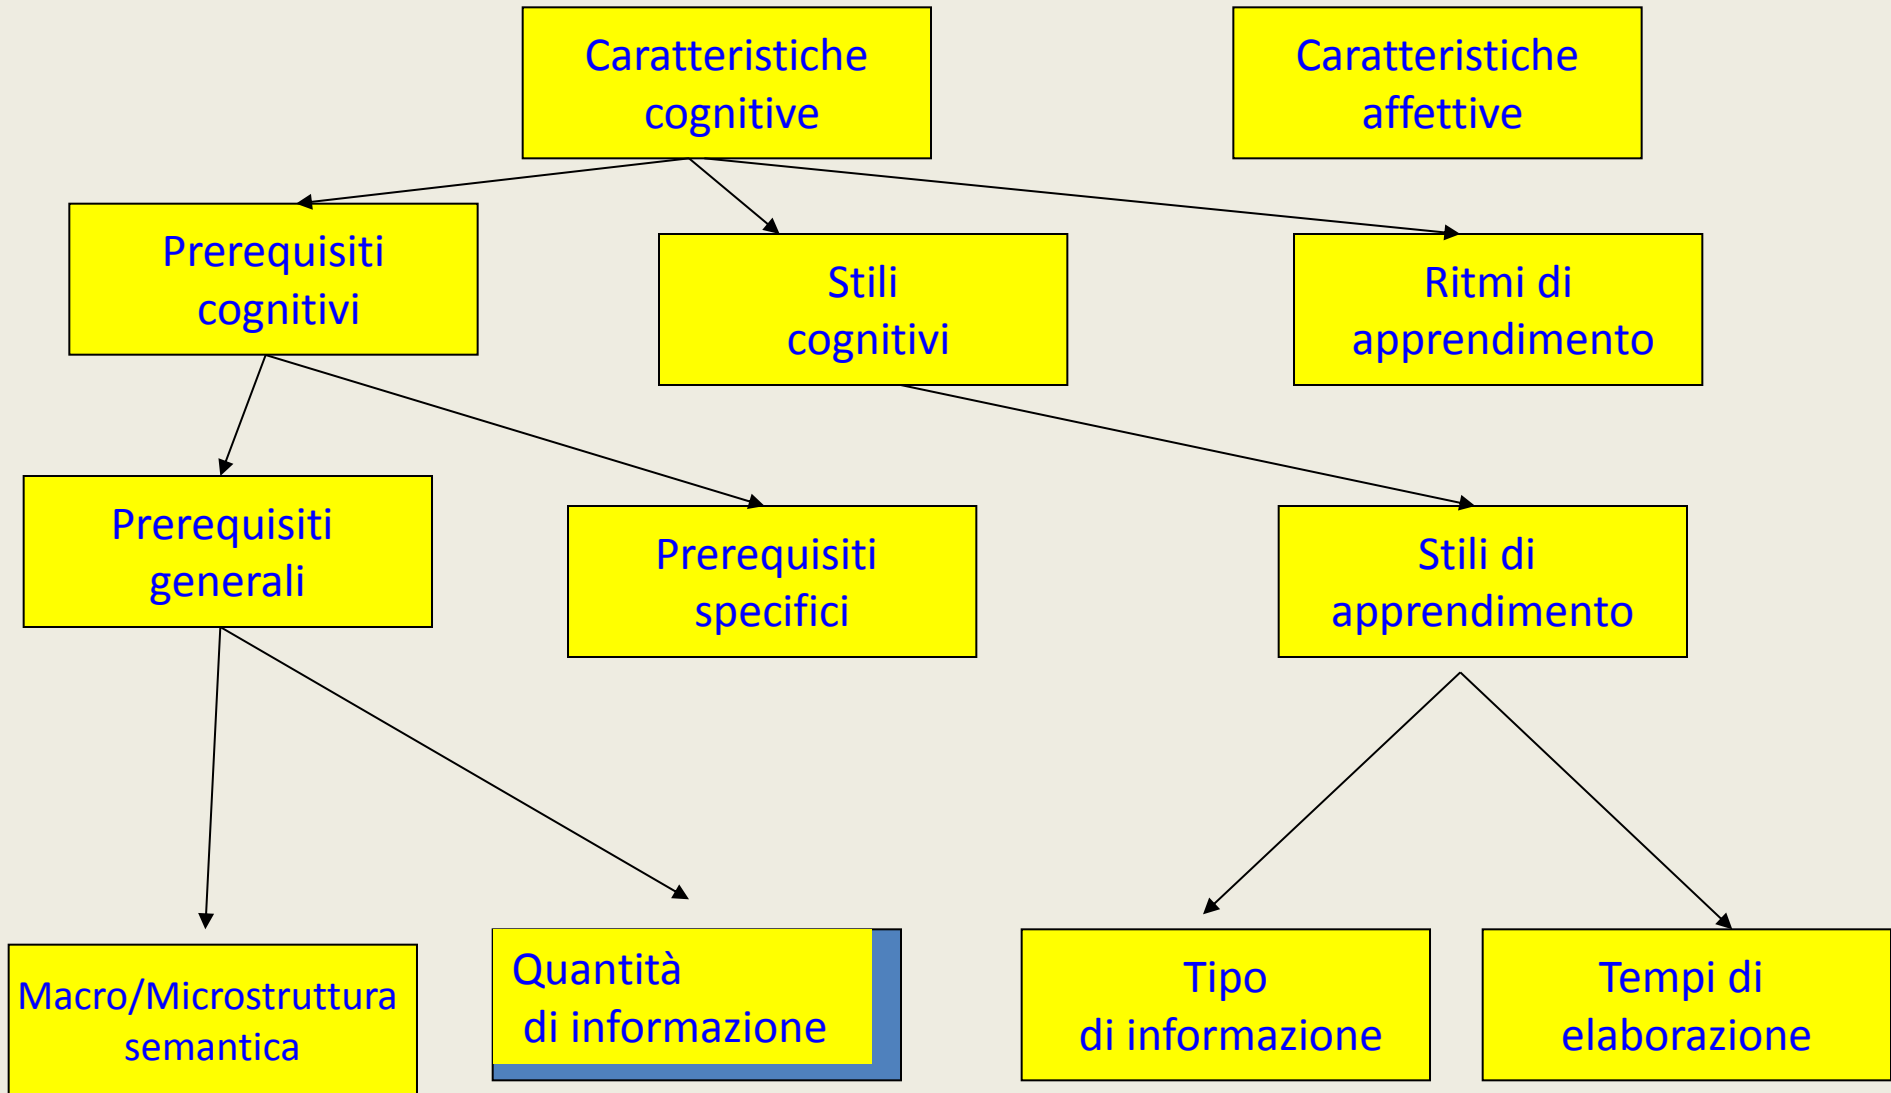 Caratteristiche
cognitive
Caratteristiche
affettive
Prerequisiti
cognitivi
Stili
cognitivi
Ritmi di
apprendimento
Prerequisiti
generali
Prerequisiti
specifici
Stili di
apprendimento
Macro/Microstruttura
semantica
Quantità
di informazione
Tipo
di informazione
Tempi di
elaborazione